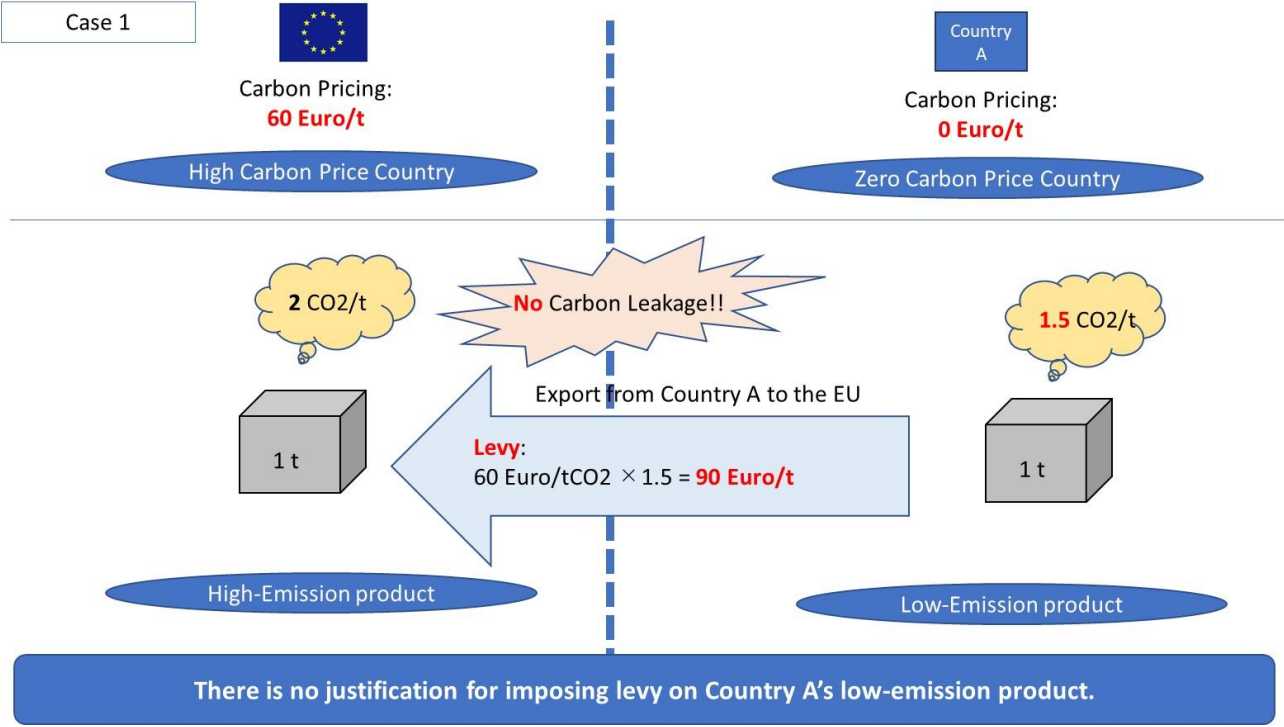 Case 1
Carbon Pricing:
60 Euro/t
High Carbon Price Country
Country
A
Carbon Pricing:
0 Euro/t
Zero Carbon Price Country
2 CO2/t
No Carbon Leakage!!
1.5 CO2/t
Export from Country A to the EU
1 t
Levy:
60 Euro/tCO2 ×1.5 = 90 Euro/t
1 t
High-Emission product
Low-Emission product
There is no justification for imposing levy on Country A's low-emission product.